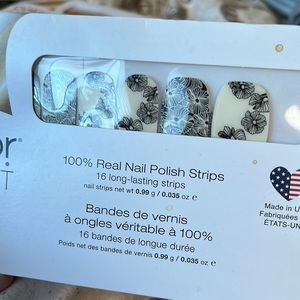 or
T
100% Real Nail Polish Strips
16 long-lasting strips
nail strips net wt 0.99 g / 0.035 oz ℮
Bandes de vernis
à ongles véritable à 100%
16 bandes de longue durée
Poids net des bandes de vernis 0.99 g / 0.035 oz ℮
Made in U
Fabriquées
ÉTATS-UN